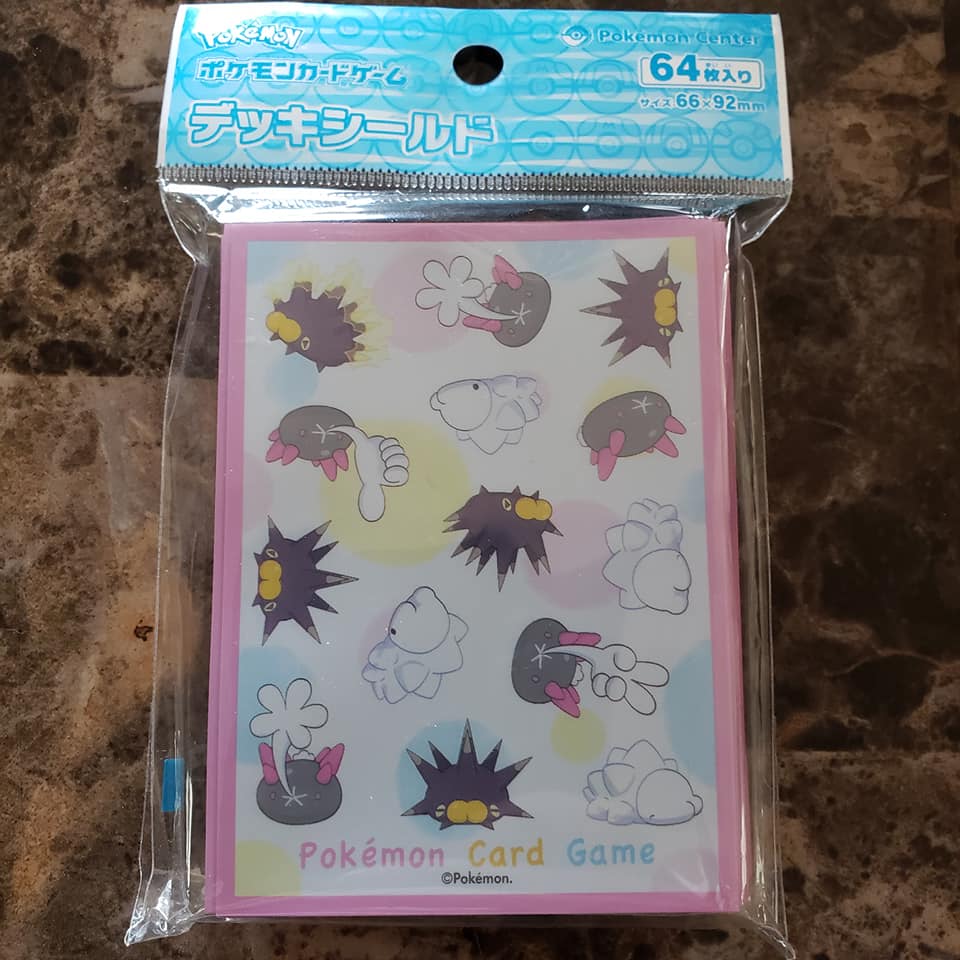 POKéMON
ポケモンカードゲーム
デッキシールド
Pokémon Center
64枚入り
サイズ 66×92mm
Pokémon Card Game
©Pokémon.